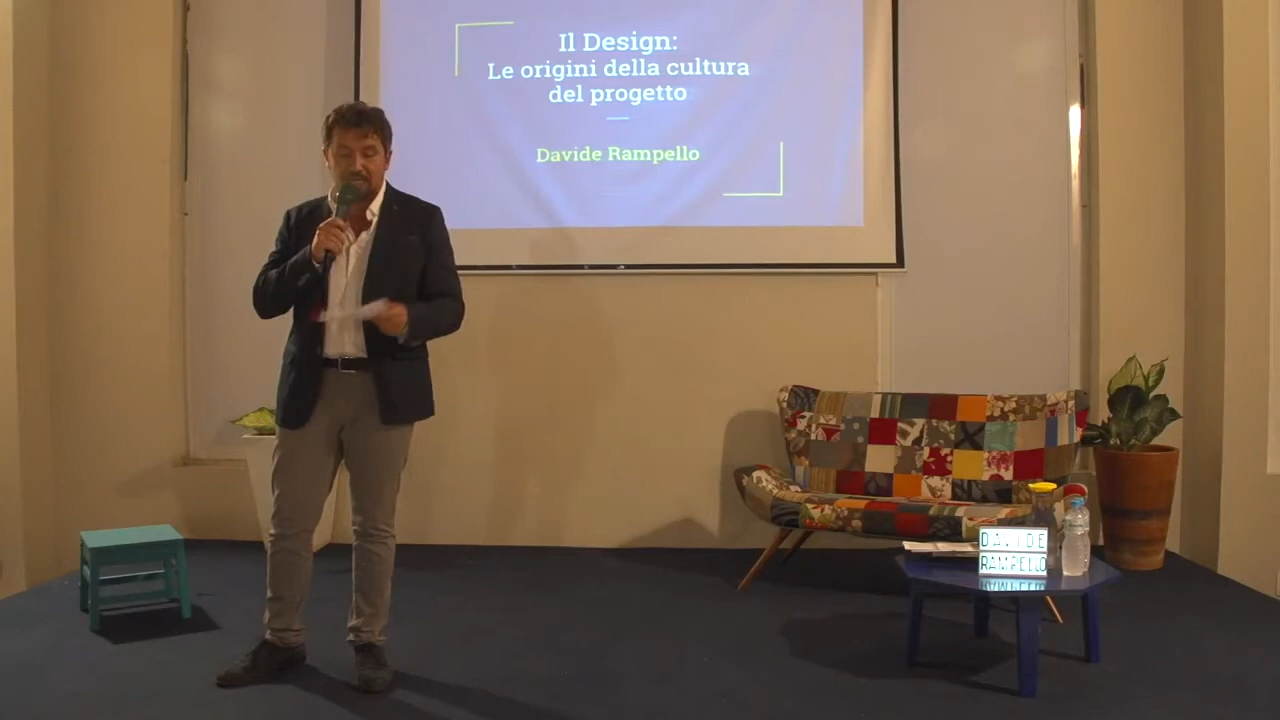 Il Design:
Le origini della cultura
del progetto
Davide Rampello
DAVIDE
RAMPELLO